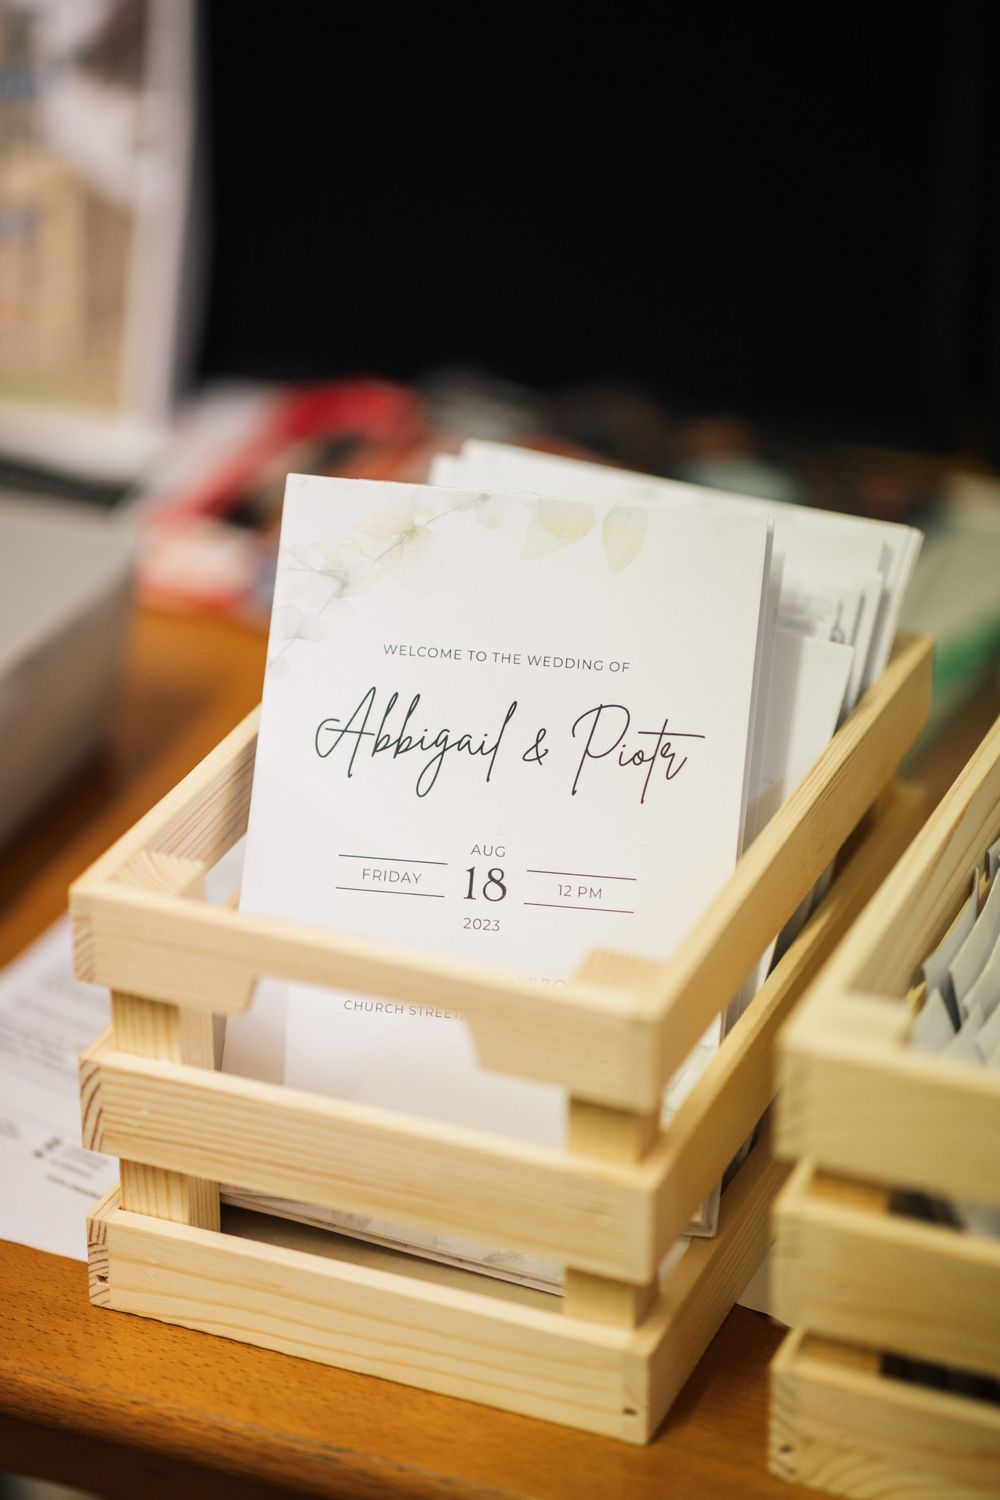 WELCOME TO THE WEDDING OF
Abbigail & Piotr
AUG
FRIDAY 18 12 PM
2023
CHURCH STREET,